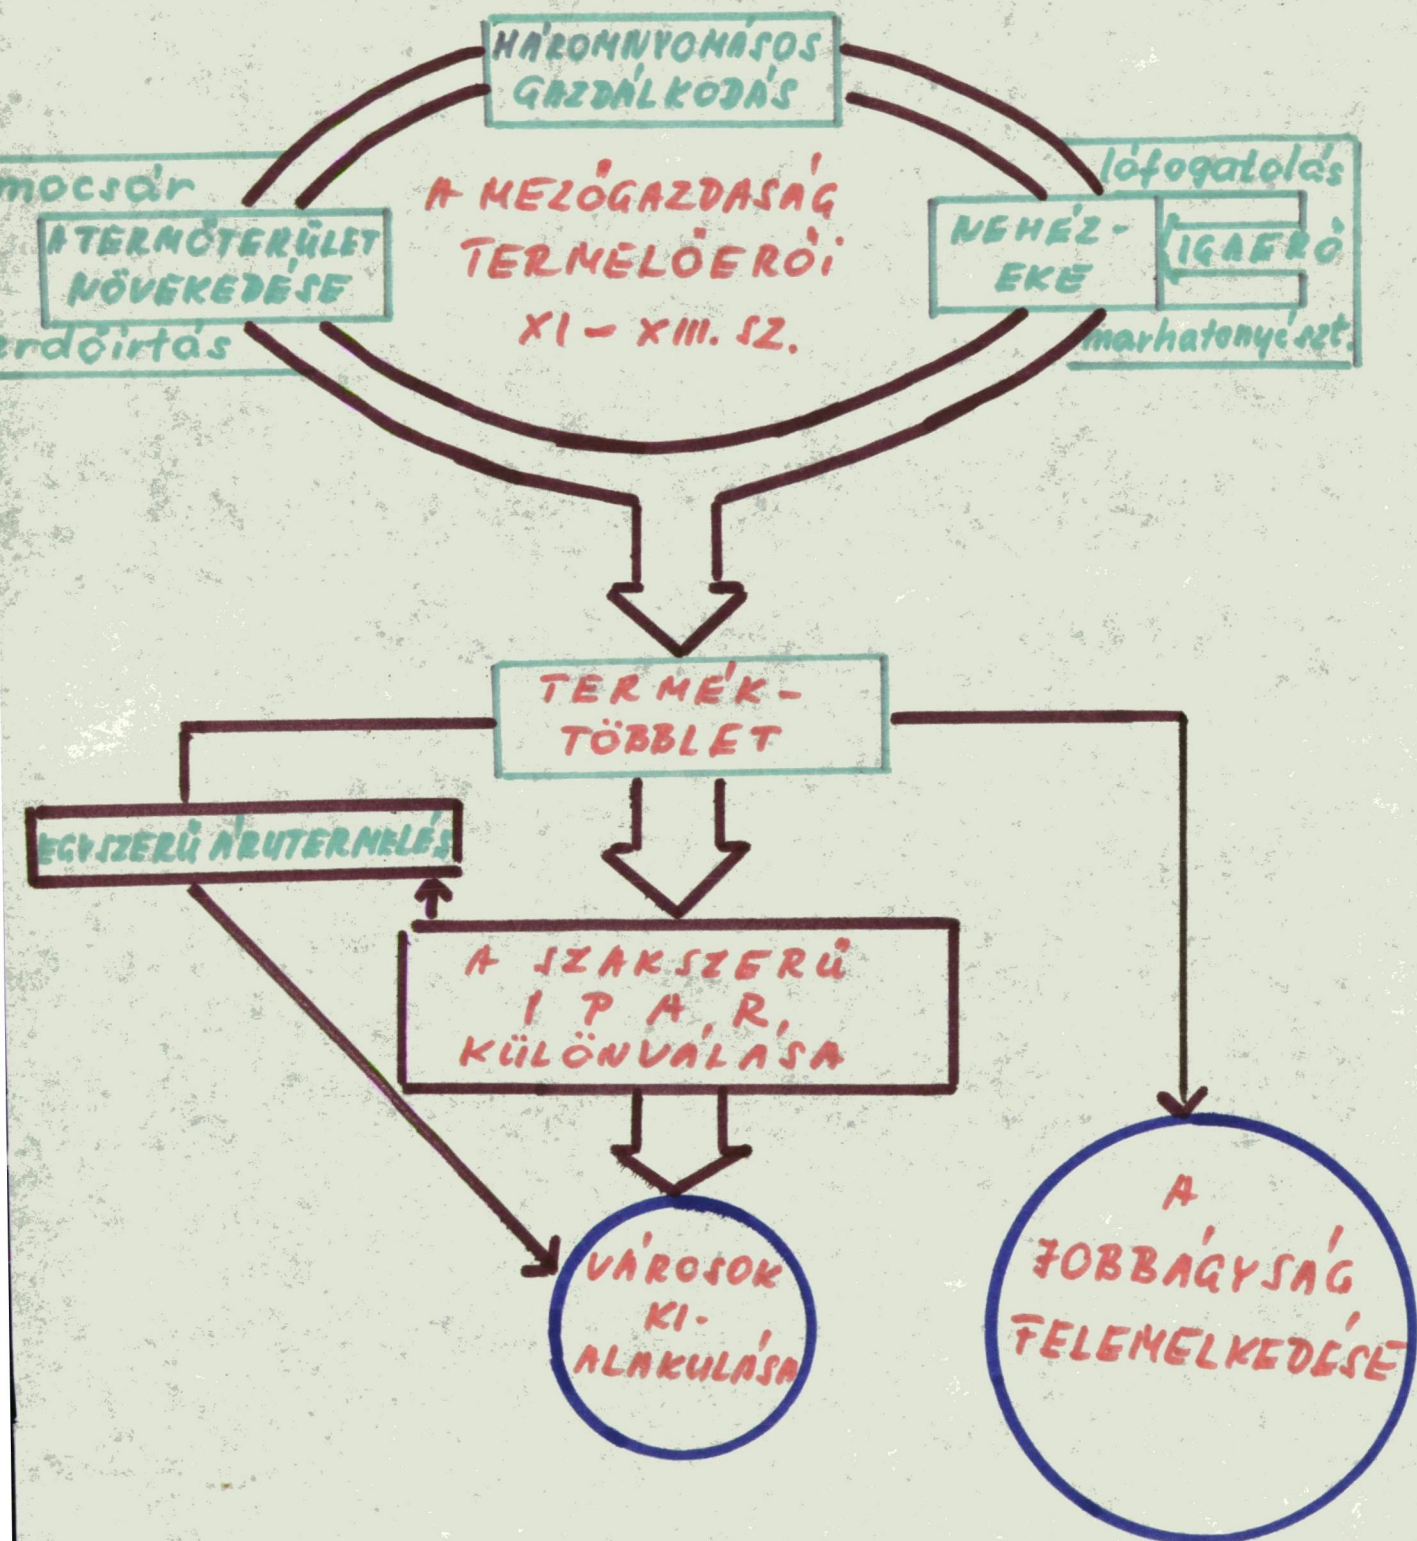 HÁROMNYOMÁSOS
GAZDÁLKODÁS
mocsár
A TERMŐTERÜLET
NÖVEKEDÉSE
erdőirtás
A MEZŐGAZDASÁG
TERMELŐERŐi
XI - XIII. SZ.
lófogatolás
NEHÉZ-
EKE
IGAERŐ
marhatenyészt.
TERMÉK-
TÖBBLET
EGYSZERŰ ÁRUTERMELÉS
A SZAKSZERŰ
IPAR
KÜLÖNVÁLÁSA
VÁROSOK
KI-
ALAKULÁSA
A
JOBBÁGYSÁG
FELEMELKEDÉSE